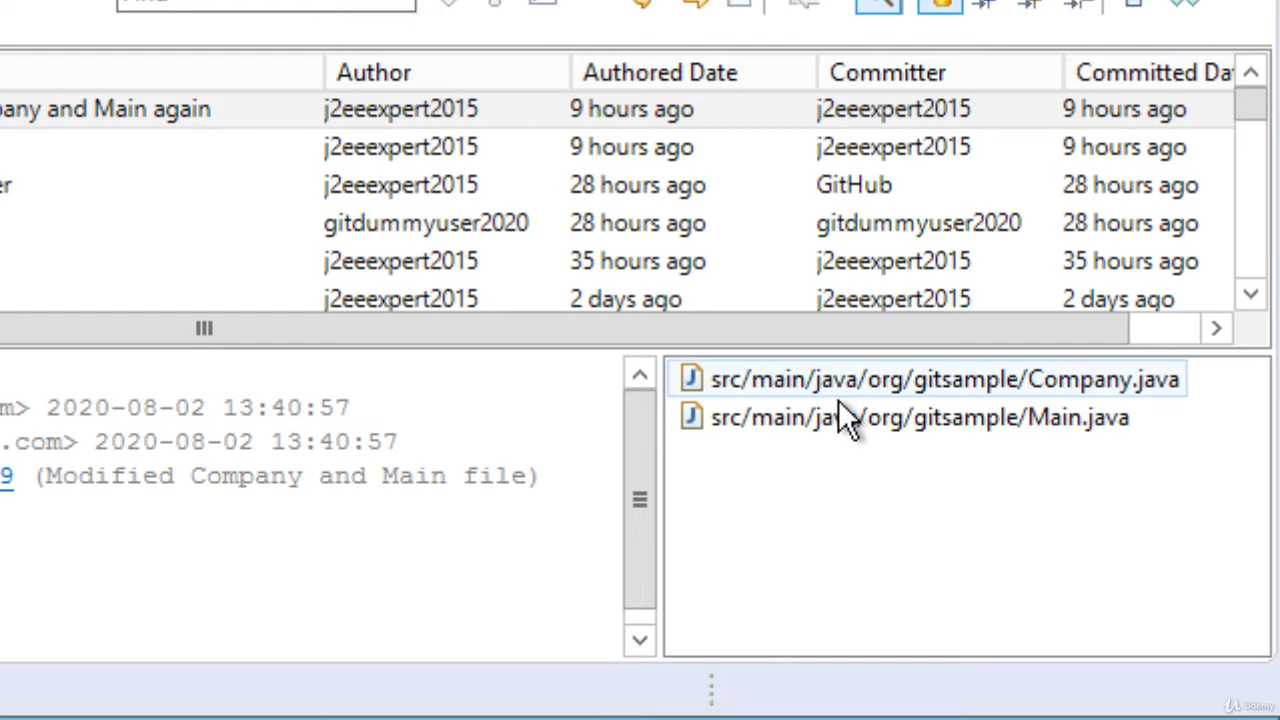 Author Authored Date Committer Committed Da
pany and Main again j2eeexpert2015 9 hours ago j2eeexpert2015 9 hours ago
j2eeexpert2015 9 hours ago j2eeexpert2015 9 hours ago
er j2eeexpert2015 28 hours ago GitHub 28 hours ago
gitdummyuser2020 28 hours ago gitdummyuser2020 28 hours ago
j2eeexpert2015 35 hours ago j2eeexpert2015 35 hours ago
j2eeexpert2015 2 days ago j2eeexpert2015 2 days ago
m> 2020-08-02 13:40:57
.com> 2020-08-02 13:40:57
9 (Modified Company and Main file)
src/main/java/org/gitsample/Company.java
src/main/java/org/gitsample/Main.java
Udemy